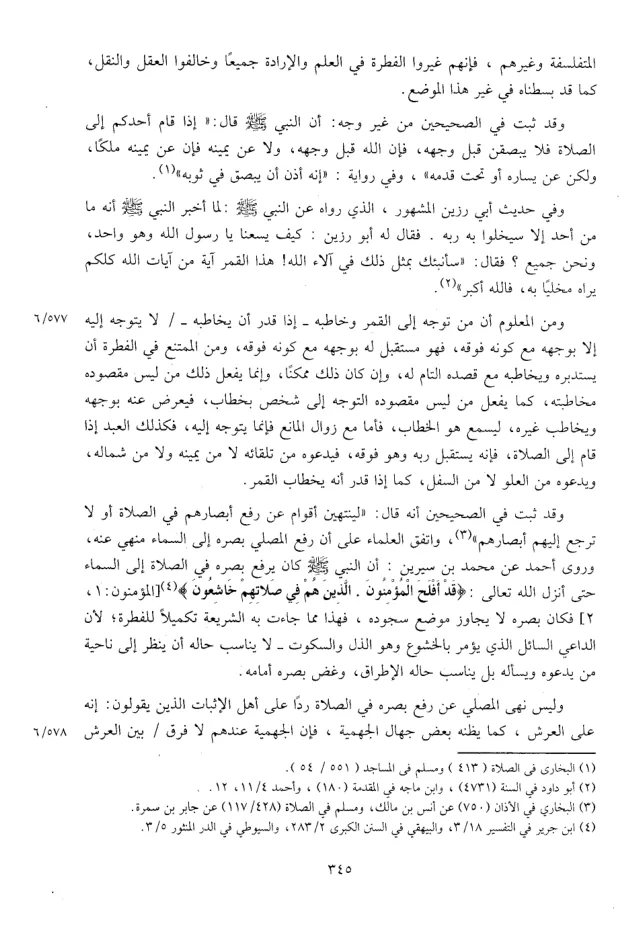 المتفلسفة وغيرهم ، فإنهم غيروا الفطرة في العلم والإرادة جميعًا وخالفوا العقل والنقل،
كما قد بسطناه في غير هذا الموضع.
وقد ثبت في الصحيحين من غير وجه: أن النبي ﷺ قال:« إذا قام أحدكم إلى
الصلاة فلا يبصقن قبل وجهه، فإن الله قبل وجهه، ولا عن يمينه فإن عن يمينه ملكًا،
ولكن عن يساره أو تحت قدمه» ، وفي رواية : «إنه أذن أن يبصق في ثوبه»(١).
وفي حديث أبي رزين المشهور ، الذي رواه عن النبي ﷺ :لما أخبر النبي ﷺ أنه ما
من أحد إلا سيخلوا به ربه . فقال له أبو رزين : كيف يسعنا يا رسول الله وهو واحد،
ونحن جميع ؟ فقال: «سأنبئك بمثل ذلك في آلاء الله! هذا القمر آية من آيات الله كلكم
يراه مخليًا به، فالله أكبر»(٢).
ومن المعلوم أن من توجه إلى القمر وخاطبه ـ إذا قدر أن يخاطبه ـ / لا يتوجه إليه ٦/٥٧٧
إلا بوجهه مع كونه فوقه، فهو مستقبل له بوجهه مع كونه فوقه، ومن الممتنع في الفطرة أن
يستدبره ويخاطبه مع قصده التام له، وإن كان ذلك ممكنًا، وإنما يفعل ذلك من ليس مقصوده
مخاطبته، كما يفعل من ليس مقصوده التوجه إلى شخص بخطاب، فيعرض عنه بوجهه
ويخاطب غيره، ليسمع هو الخطاب، فأما مع زوال المانع فإنما يتوجه إليه، فكذلك العبد إذا
قام إلى الصلاة، فإنه يستقبل ربه وهو فوقه، فيدعوه من تلقائه لا من يمينه ولا من شماله،
ويدعوه من العلو لا من السفل، كما إذا قدر أنه يخطاب القمر.
وقد ثبت في الصحيحين أنه قال: «لينتهين أقوام عن رفع أبصارهم في الصلاة أو لا
ترجع إليهم أبصارهم»(٣)، واتفق العلماء على أن رفع المصلي بصره إلى السماء منهي عنه،
وروى أحمد عن محمد بن سيرين : أن النبي ﷺ كان يرفع بصره في الصلاة إلى السماء
حتى أنزل الله تعالى :﴿قَدْ أَفْلَحَ الْمُؤْمِنُونَ . الَّذِينَ هُمْ فِي صَلاتِهِمْ خَاشِعُونَ﴾(٤)[المؤمنون:١ ،
٢] فكان بصره لا يجاوز موضع سجوده ، فهذا مما جاءت به الشريعة تكميلاً للفطرة؛ لأن
الداعي السائل الذي يؤمر بالخشوع وهو الذل والسكوت ـ لا يناسب حاله أن ينظر إلى ناحية
من يدعوه ويسأله بل يناسب حاله الإطراق، وغض بصره أمامه.
وليس نهى المصلي عن رفع بصره في الصلاة ردًا على أهل الإثبات الذين يقولون: إنه
على العرش ، كما يظنه بعض جهال الجهمية ، فإن الجهمية عندهم لا فرق / بين العرش ٦/٥٧٨
(١) البخارى فى الصلاة ( ٤١٣ ) ومسلم فى المساجد ( ٥٥١ / ٥٤ ).
(٢) أبو داود في السنة (٤٧٣١) ، وابن ماجه في المقدمة (١٨٠) ، وأحمد ١١/٤، ١٢. .
(٣) البخاري في الأذان (٧٥٠) عن أنس بن مالك، ومسلم في الصلاة (١١٧/٤٢٨) عن جابر بن سمرة.
(٤) ابن جرير في التفسير ٣/١٨ ، والبيهقي في السنن الكبرى ٢٨٣/٢، والسيوطي في الدر المنثور ٣/٥.
٣٤٥